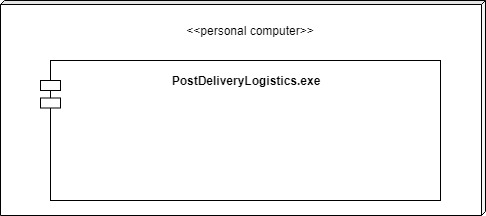 <<personal computer>>
PostDeliveryLogistics.exe